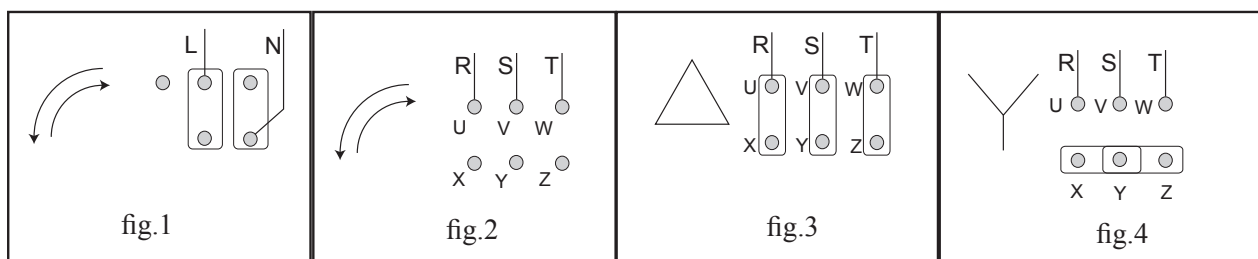 L N
fig.1
R S T
U V W
X Y Z
fig.2
R S T
U V W
X Y Z
fig.3
R S T
U V W
X Y Z
fig.4